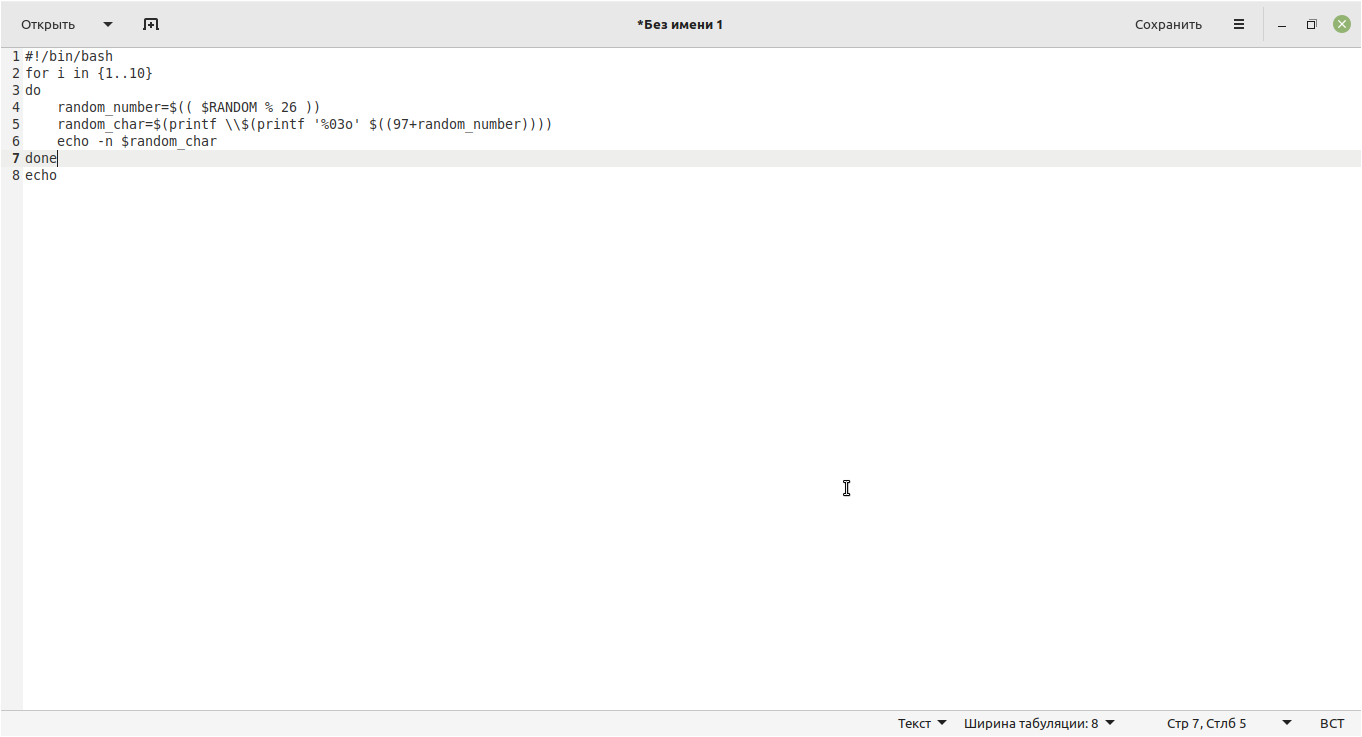 Открыть
*Без имени 1
Сохранить
1 #!/bin/bash
2 for i in {1..10}
3 do
4     random_number=$(( $RANDOM % 26 ))
5     random_char=$(printf \\$(printf '%03o' $((97+random_number))))
6     echo -n $random_char
7 done
8 echo
Текст
Ширина табуляции: 8
Стр 7, Стлб 5
ВСТ